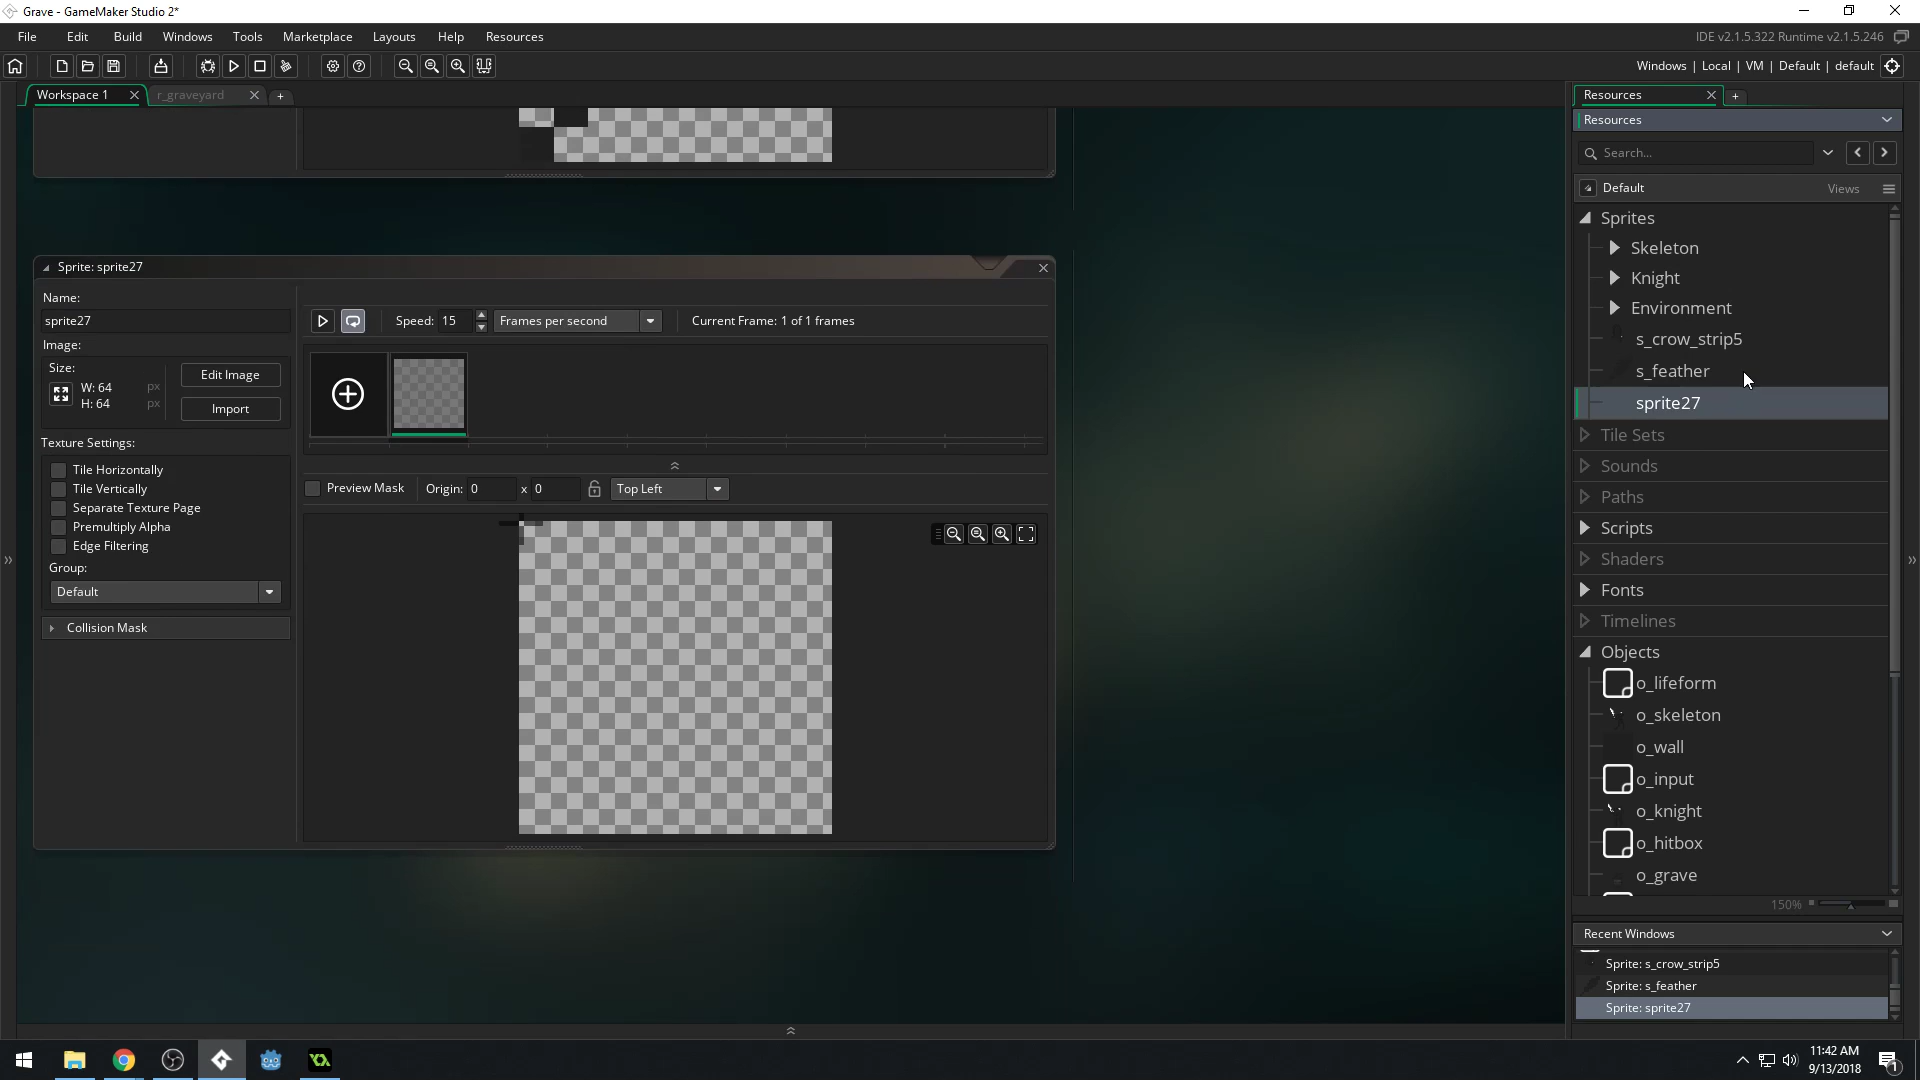 Grave - GameMaker Studio 2*
File Edit Build Windows Tools Marketplace Layouts Help Resources
IDE v2.1.5.322 Runtime v2.1.5.246
Windows | Local | VM | Default | default
Workspace 1
r_graveyard
Sprite: sprite27
Name:
sprite27
Image:
Size:
W: 64 px
H: 64 px
Edit Image
Import
Texture Settings:
Tile Horizontally
Tile Vertically
Separate Texture Page
Premultiply Alpha
Edge Filtering
Group:
Default
Collision Mask
Speed: 15 Frames per second
Current Frame: 1 of 1 frames
Preview Mask
Origin: 0 x 0 Top Left
Resources
Resources
Search...
Default Views
Sprites
Skeleton
Knight
Environment
s_crow_strip5
s_feather
sprite27
Tile Sets
Sounds
Paths
Scripts
Shaders
Fonts
Timelines
Objects
o_lifeform
o_skeleton
o_wall
o_input
o_knight
o_hitbox
o_grave
150%
Recent Windows
Sprite: s_crow_strip5
Sprite: s_feather
Sprite: sprite27
11:42 AM
9/13/2018
1